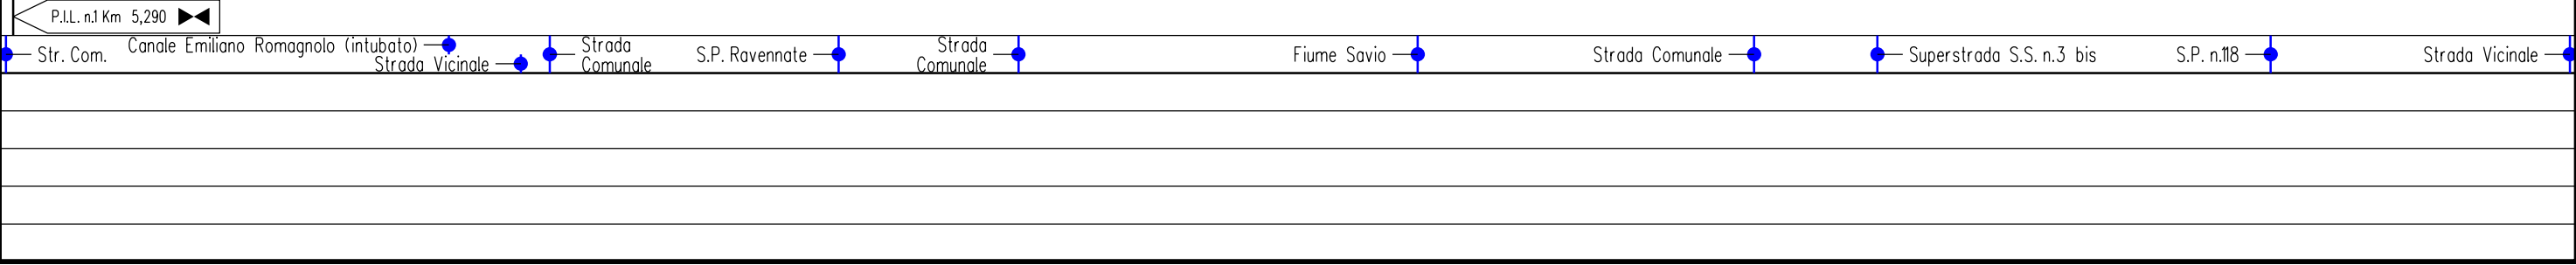 P.I.L. n.1 Km 5,290
Str. Com.
Canale Emiliano Romagnolo (intubato)
Strada Vicinale
Strada
Comunale
S.P. Ravennate
Strada
Comunale
Fiume Savio
Strada Comunale
Superstrada S.S. n.3 bis
S.P. n.118
Strada Vicinale